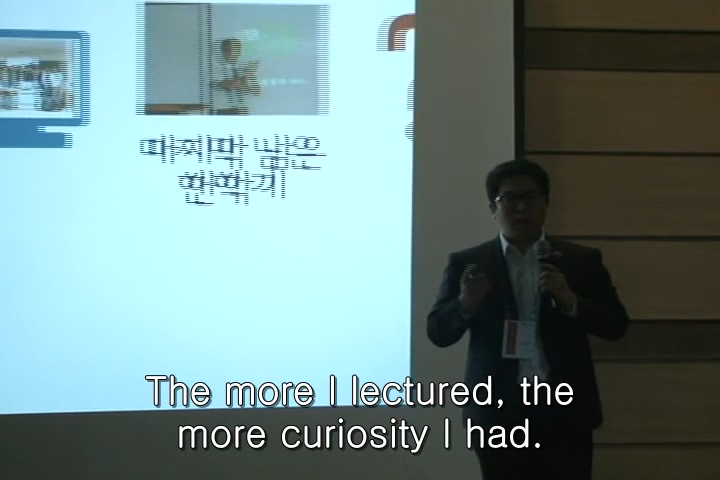 마지막 남은
한학기
The more I lectured, the
more curiosity I had.